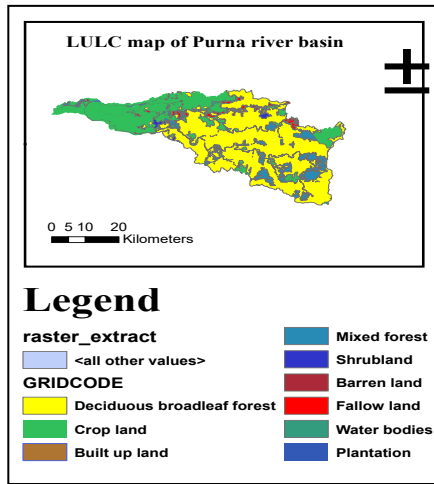 LULC map of Purna river basin
0 5 10 20
Kilometers
Legend
raster_extract
<all other values>
GRIDCODE
Deciduous broadleaf forest
Crop land
Built up land
Mixed forest
Shrubland
Barren land
Fallow land
Water bodies
Plantation